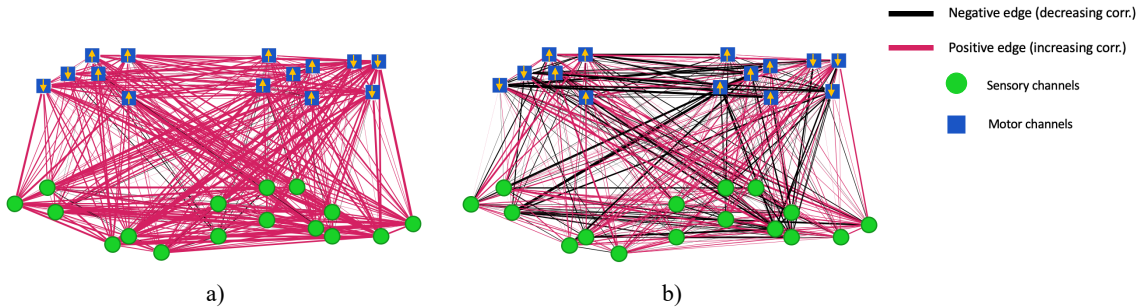 Negative edge (decreasing corr.)
Positive edge (increasing corr.)
Sensory channels
Motor channels
a)
b)